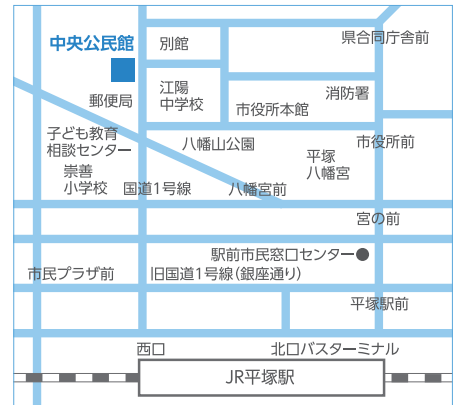 県合同庁舎前
中央公民館
別館
江陽
中学校
消防署
郵便局
市役所本館
子ども教育
相談センター
八幡山公園
市役所前
平塚
八幡宮
崇善
小学校
国道1号線
八幡宮前
宮の前
駅前市民窓口センター
市民プラザ前
旧国道1号線(銀座通り)
平塚駅前
西口
北口バスターミナル
JR平塚駅